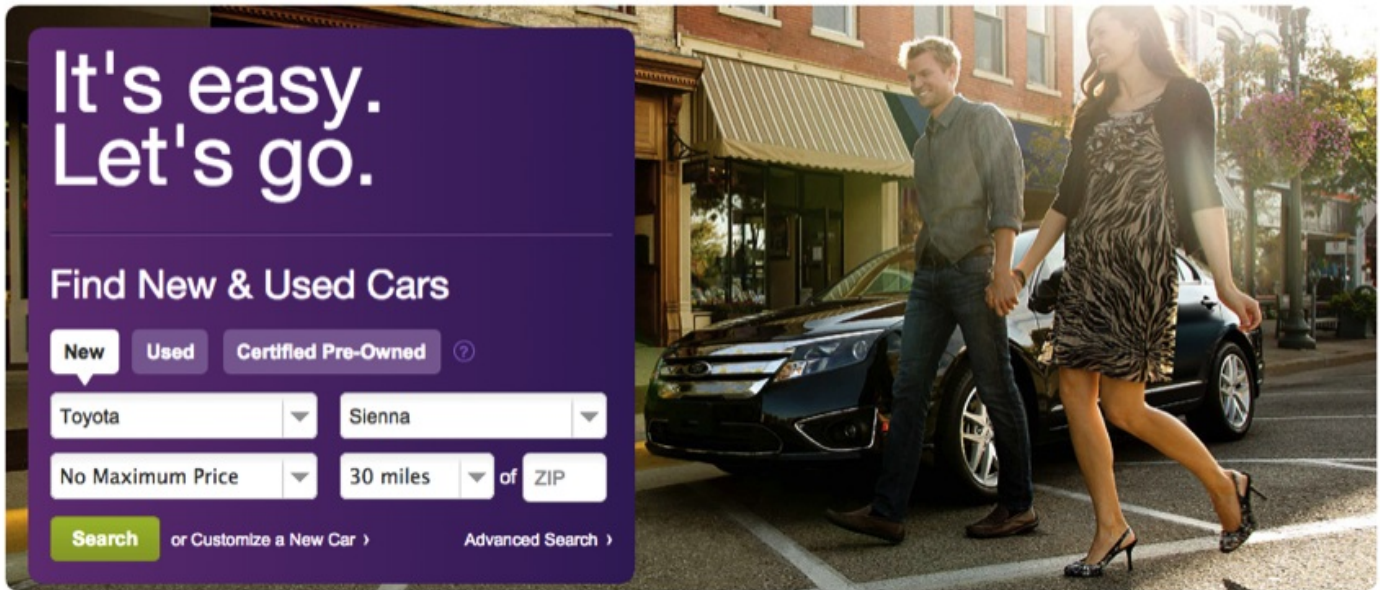 It's easy.
Let's go.
Find New & Used Cars
New Used Certified Pre-Owned ?
Toyota Sienna
No Maximum Price 30 miles of ZIP
Search or Customize a New Car › Advanced Search ›